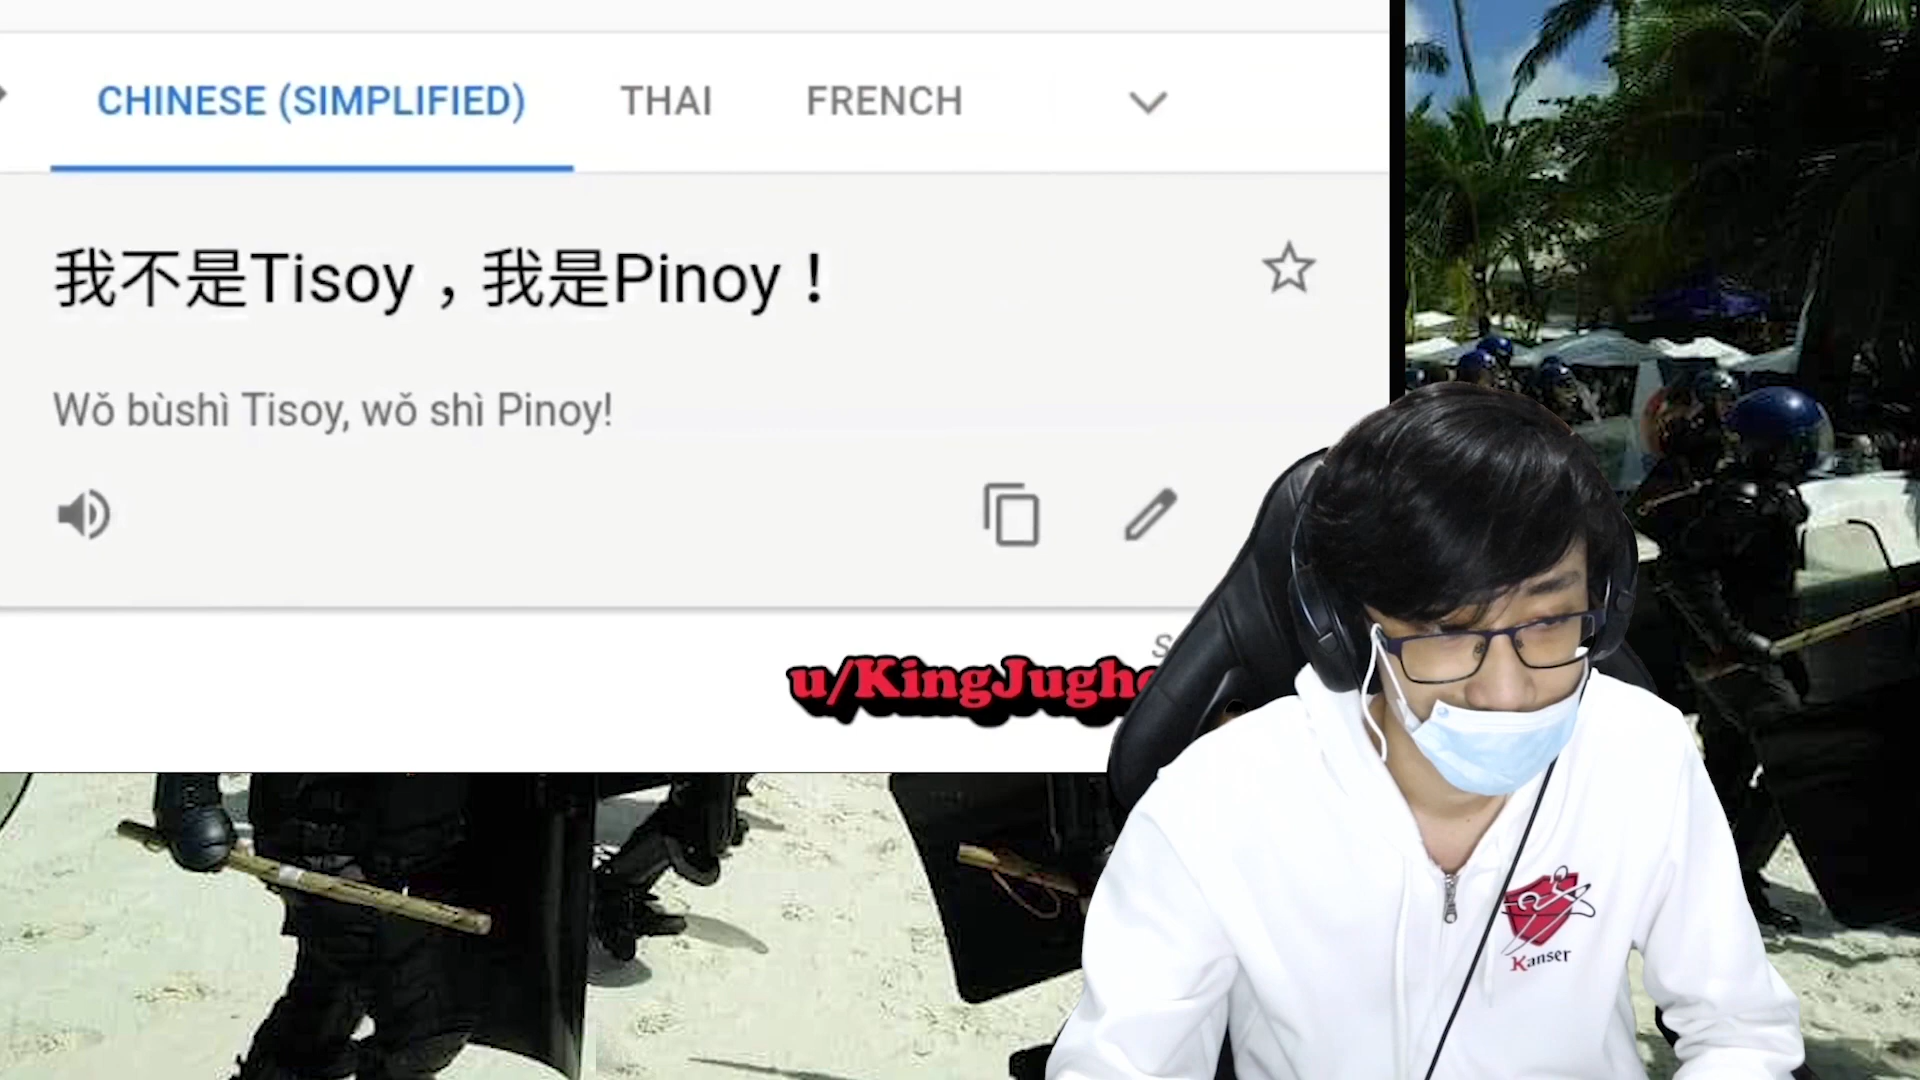 CHINESE (SIMPLIFIED) THAI FRENCH
我不是Tisoy，我是Pinoy！
Wǒ bùshì Tisoy, wǒ shì Pinoy!
Kanser